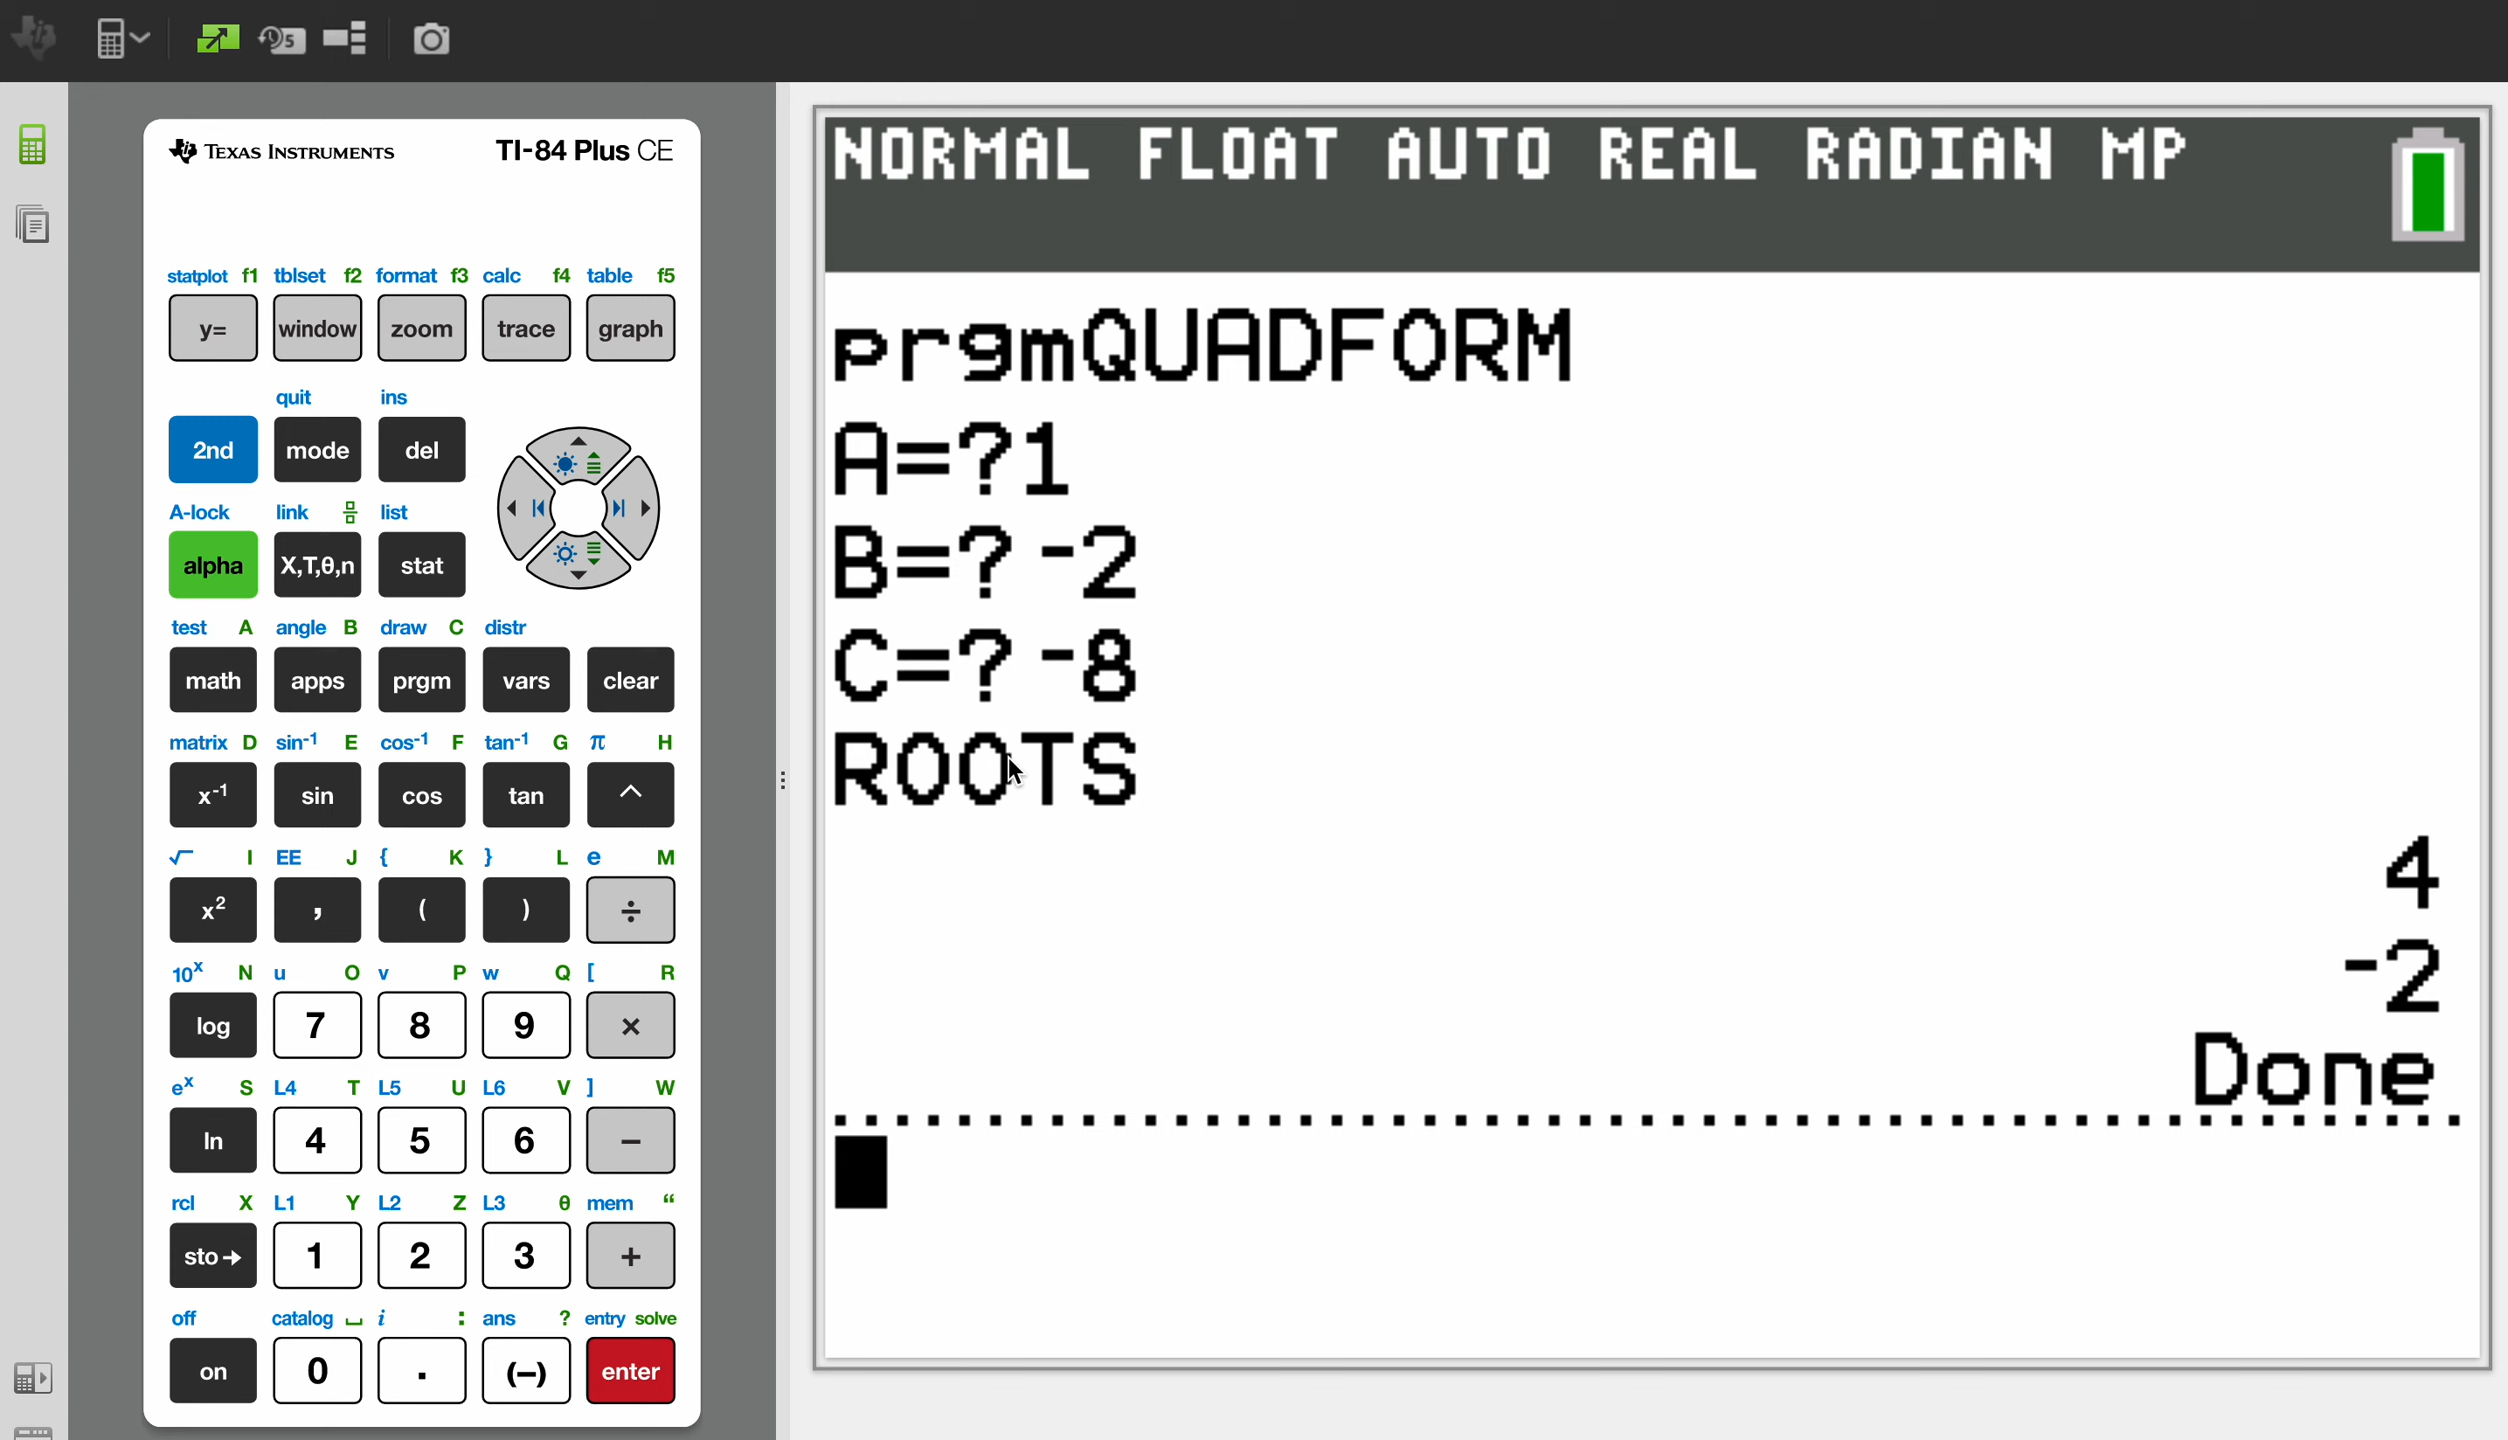 TEXAS INSTRUMENTS TI-84 Plus CE
statplot f1 tblset f2 format f3 calc f4 table f5
y= window zoom trace graph
quit ins
2nd mode del
A-lock link list
alpha X,T,θ,n stat
test A angle B draw C distr
math apps prgm vars clear
matrix D sin⁻¹ E cos⁻¹ F tan⁻¹ G π H
x⁻¹ sin cos tan ^
√ I EE J { K } L e M
x² , ( ) ÷
10ˣ N u O v P w Q [ R
log 7 8 9 ×
eˣ S L4 T L5 U L6 V ] W
ln 4 5 6 −
rcl X L1 Y L2 Z L3 θ mem “
sto→ 1 2 3 +
off catalog ⎵ i : ans ? entry solve
on 0 . (−) enter
NORMAL FLOAT AUTO REAL RADIAN MP
prgmQUADFORM
A=?1
B=?-2
C=?-8
ROOTS
4
-2
Done
5